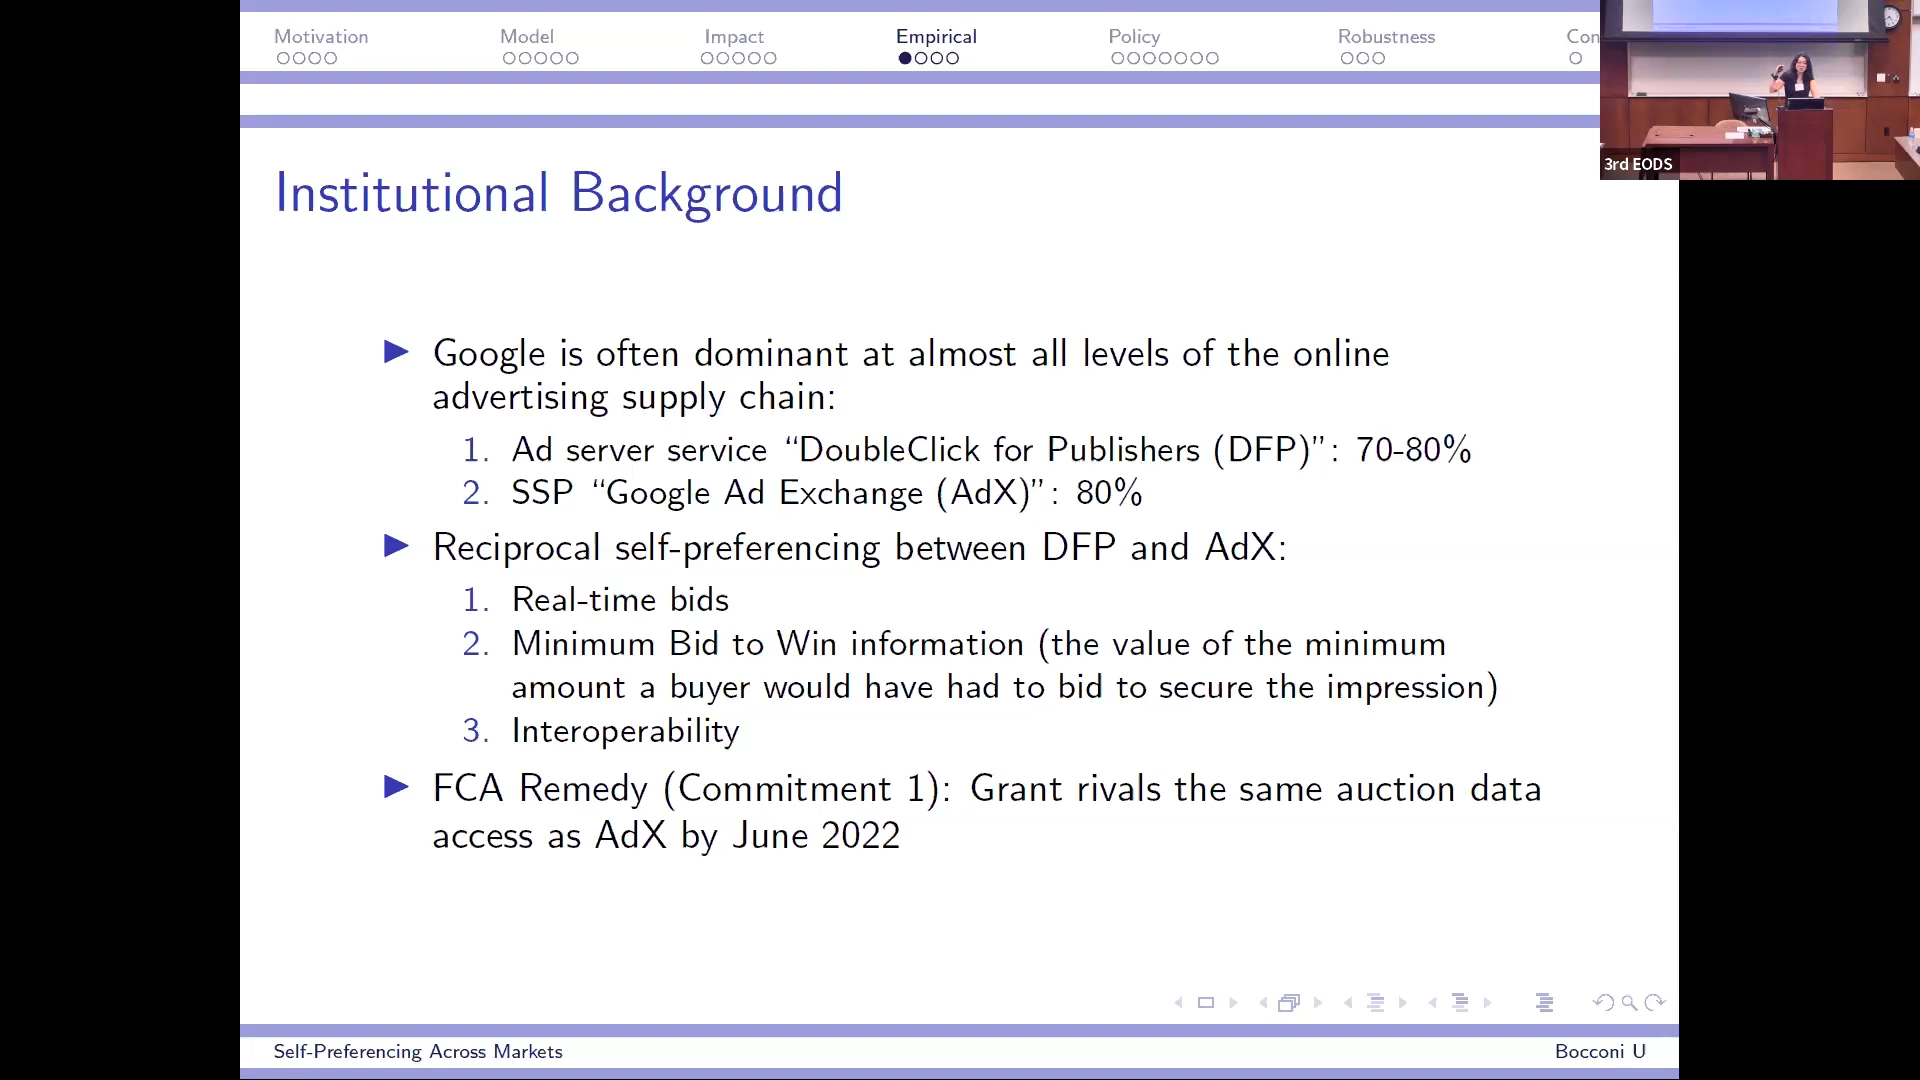 Motivation Model Impact Empirical Policy Robustness Con
3rd EODS
Institutional Background
Google is often dominant at almost all levels of the online
advertising supply chain:
1. Ad server service “DoubleClick for Publishers (DFP)”: 70-80%
2. SSP “Google Ad Exchange (AdX)”: 80%
Reciprocal self-preferencing between DFP and AdX:
1. Real-time bids
2. Minimum Bid to Win information (the value of the minimum
amount a buyer would have had to bid to secure the impression)
3. Interoperability
FCA Remedy (Commitment 1): Grant rivals the same auction data
access as AdX by June 2022
Self-Preferencing Across Markets Bocconi U